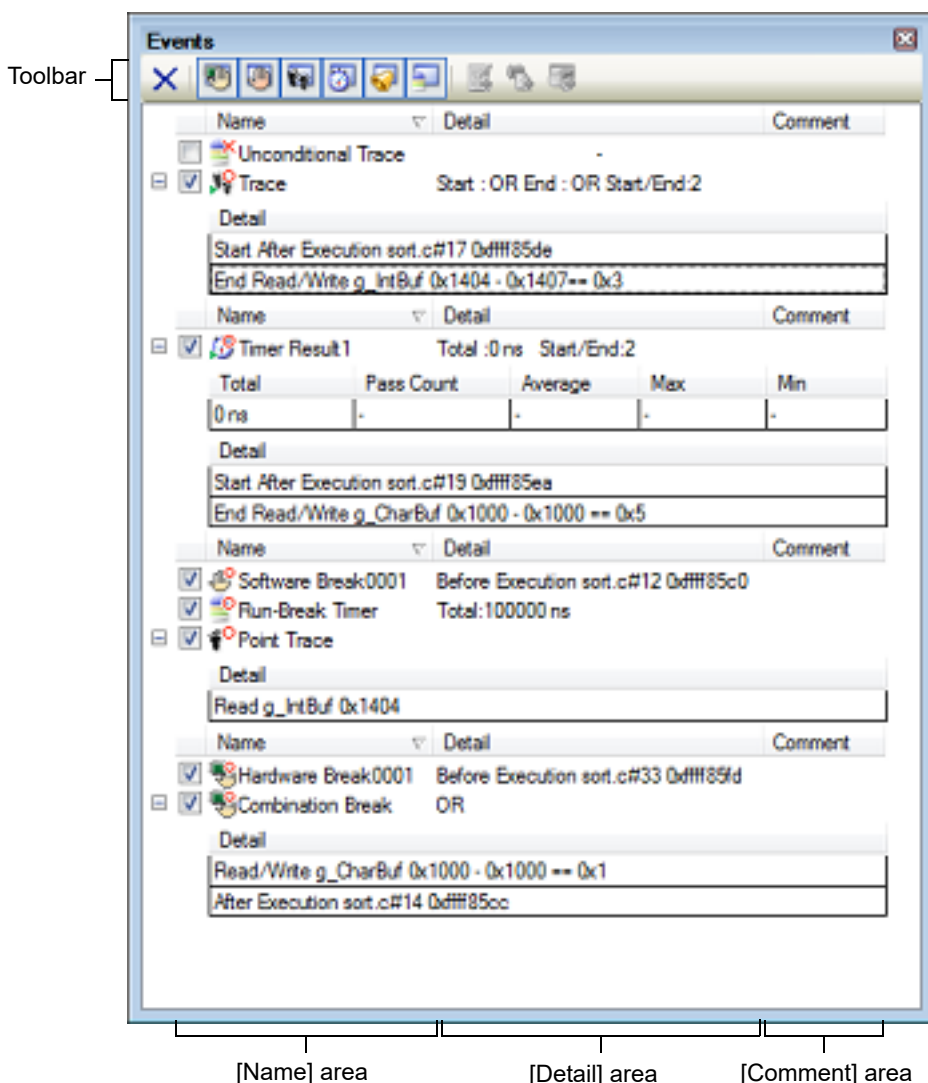 Events
Toolbar
Name Detail Comment
Unconditional Trace -
Trace Start : OR End : OR Start/End:2
Detail
Start After Execution sort.c#17 0xffff85de
End Read/Write g_IntBuf 0x1404 - 0x1407== 0x3
Name Detail Comment
Timer Result1 Total :0 ns Start/End:2
Total Pass Count Average Max Min
0 ns - - - -
Detail
Start After Execution sort.c#19 0xffff85ea
End Read/Write g_CharBuf 0x1000 - 0x1000 == 0x5
Name Detail Comment
Software Break0001 Before Execution sort.c#12 0xffff85c0
Run-Break Timer Total:100000 ns
Point Trace
Detail
Read g_IntBuf 0x1404
Name Detail Comment
Hardware Break0001 Before Execution sort.c#33 0xffff85fd
Combination Break OR
Detail
Read/Write g_CharBuf 0x1000 - 0x1000 == 0x1
After Execution sort.c#14 0xffff85cc
[Name] area [Detail] area [Comment] area